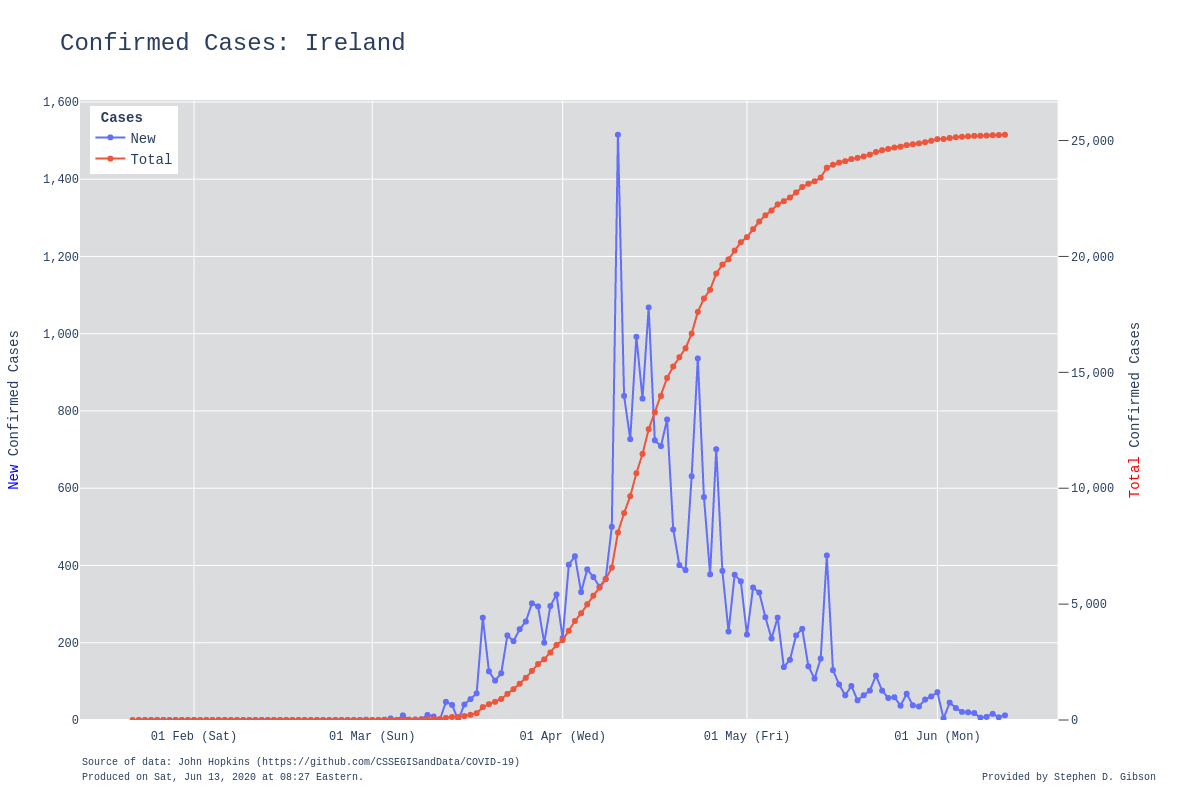 Confirmed Cases: Ireland
Cases
New
Total
1,600
1,400
1,200
1,000
800
600
400
200
0
New Confirmed Cases
25,000
20,000
15,000
10,000
5,000
0
Total Confirmed Cases
01 Feb (Sat) 01 Mar (Sun) 01 Apr (Wed) 01 May (Fri) 01 Jun (Mon)
Source of data: John Hopkins (https://github.com/CSSEGISandData/COVID-19)
Produced on Sat, Jun 13, 2020 at 08:27 Eastern.
Provided by Stephen D. Gibson